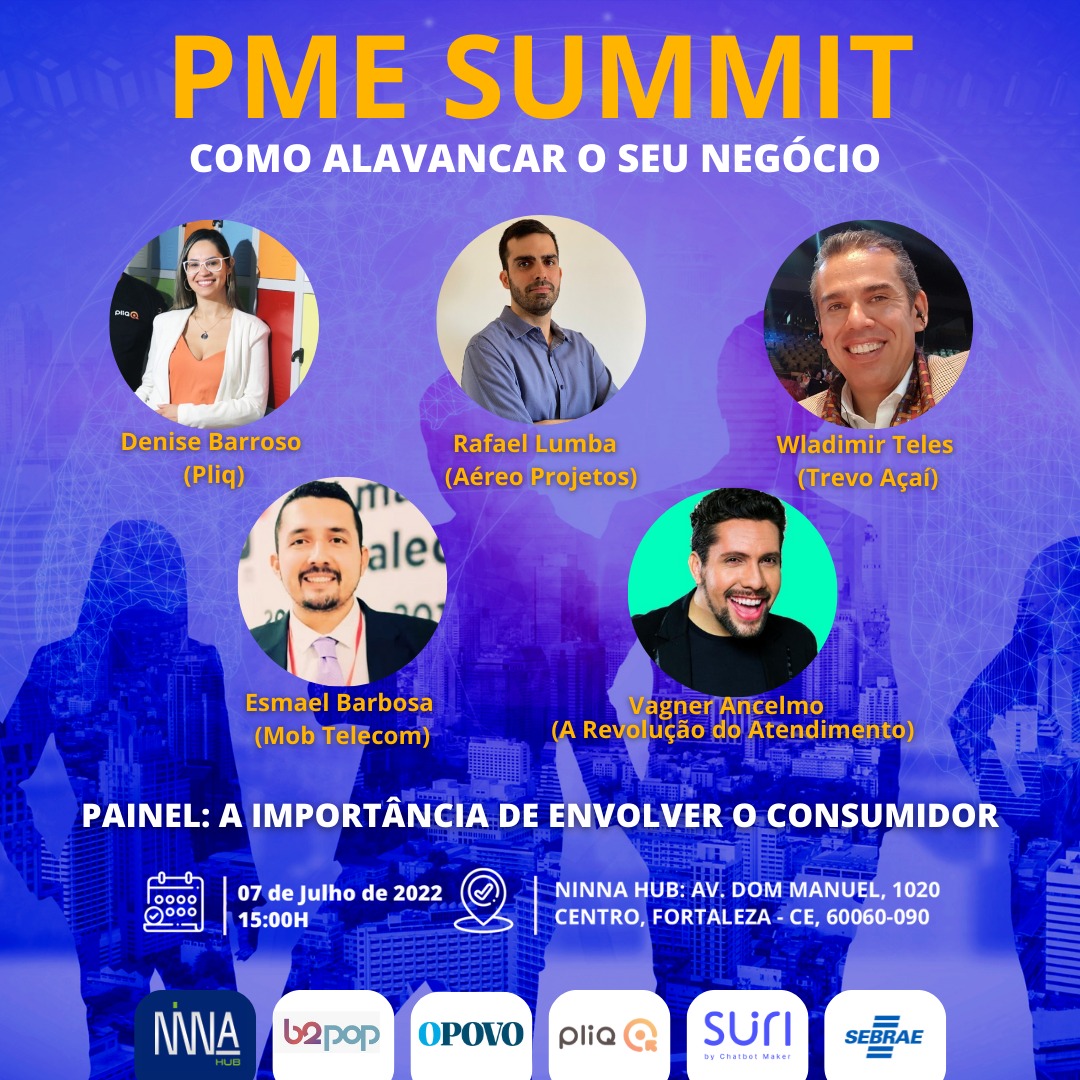 PME SUMMIT
COMO ALAVANCAR O SEU NEGÓCIO
pliq
Denise Barroso
(Pliq)
Rafael Lumba
(Aéreo Projetos)
Wladimir Teles
(Trevo Açaí)
Esmael Barbosa
(Mob Telecom)
Vagner Ancelmo
(A Revolução do Atendimento)
PAINEL: A IMPORTÂNCIA DE ENVOLVER O CONSUMIDOR
07 de Julho de 2022
15:00H
NINNA HUB: AV. DOM MANUEL, 1020
CENTRO, FORTALEZA - CE, 60060-090
NINNA
HUB
b2pop
OPOVO
pliq
SURI
by Chatbot Maker
SEBRAE